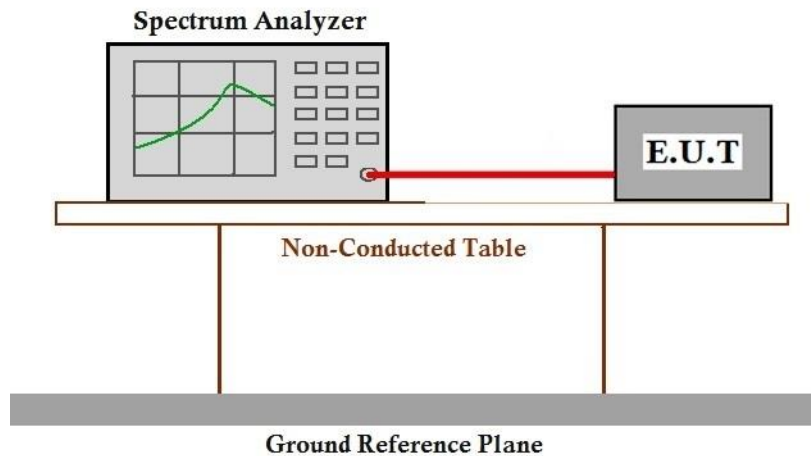 Spectrum Analyzer
E.U.T
Non-Conducted Table
Ground Reference Plane